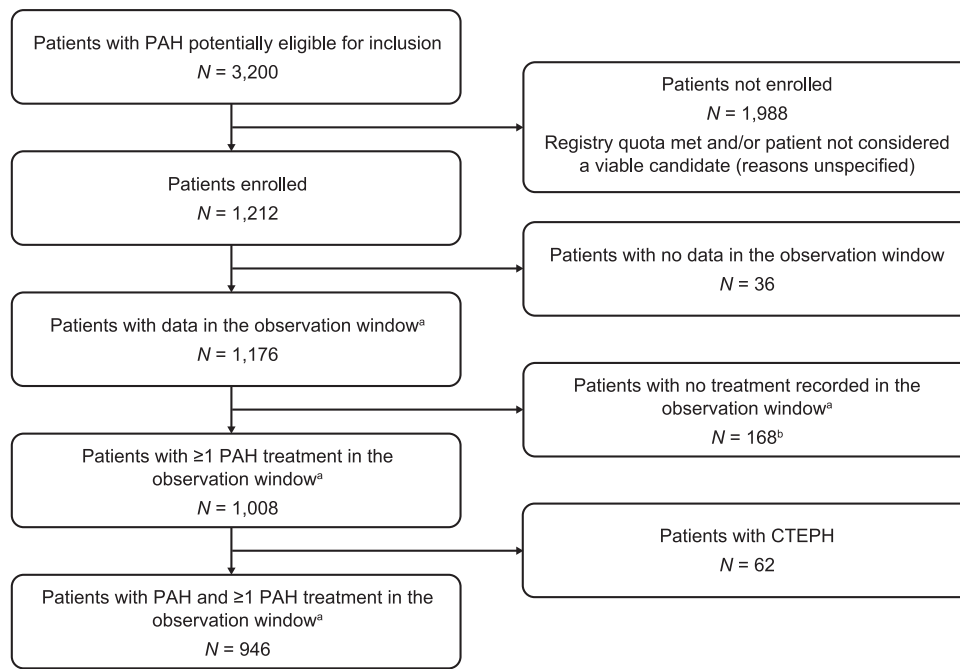 Patients with PAH potentially eligible for inclusion
N = 3,200
Patients not enrolled
N = 1,988
Registry quota met and/or patient not considered
a viable candidate (reasons unspecified)
Patients enrolled
N = 1,212
Patients with no data in the observation window
N = 36
Patients with data in the observation windowᵃ
N = 1,176
Patients with no treatment recorded in the
observation windowᵃ
N = 168ᵇ
Patients with ≥1 PAH treatment in the
observation windowᵃ
N = 1,008
Patients with CTEPH
N = 62
Patients with PAH and ≥1 PAH treatment in the
observation windowᵃ
N = 946